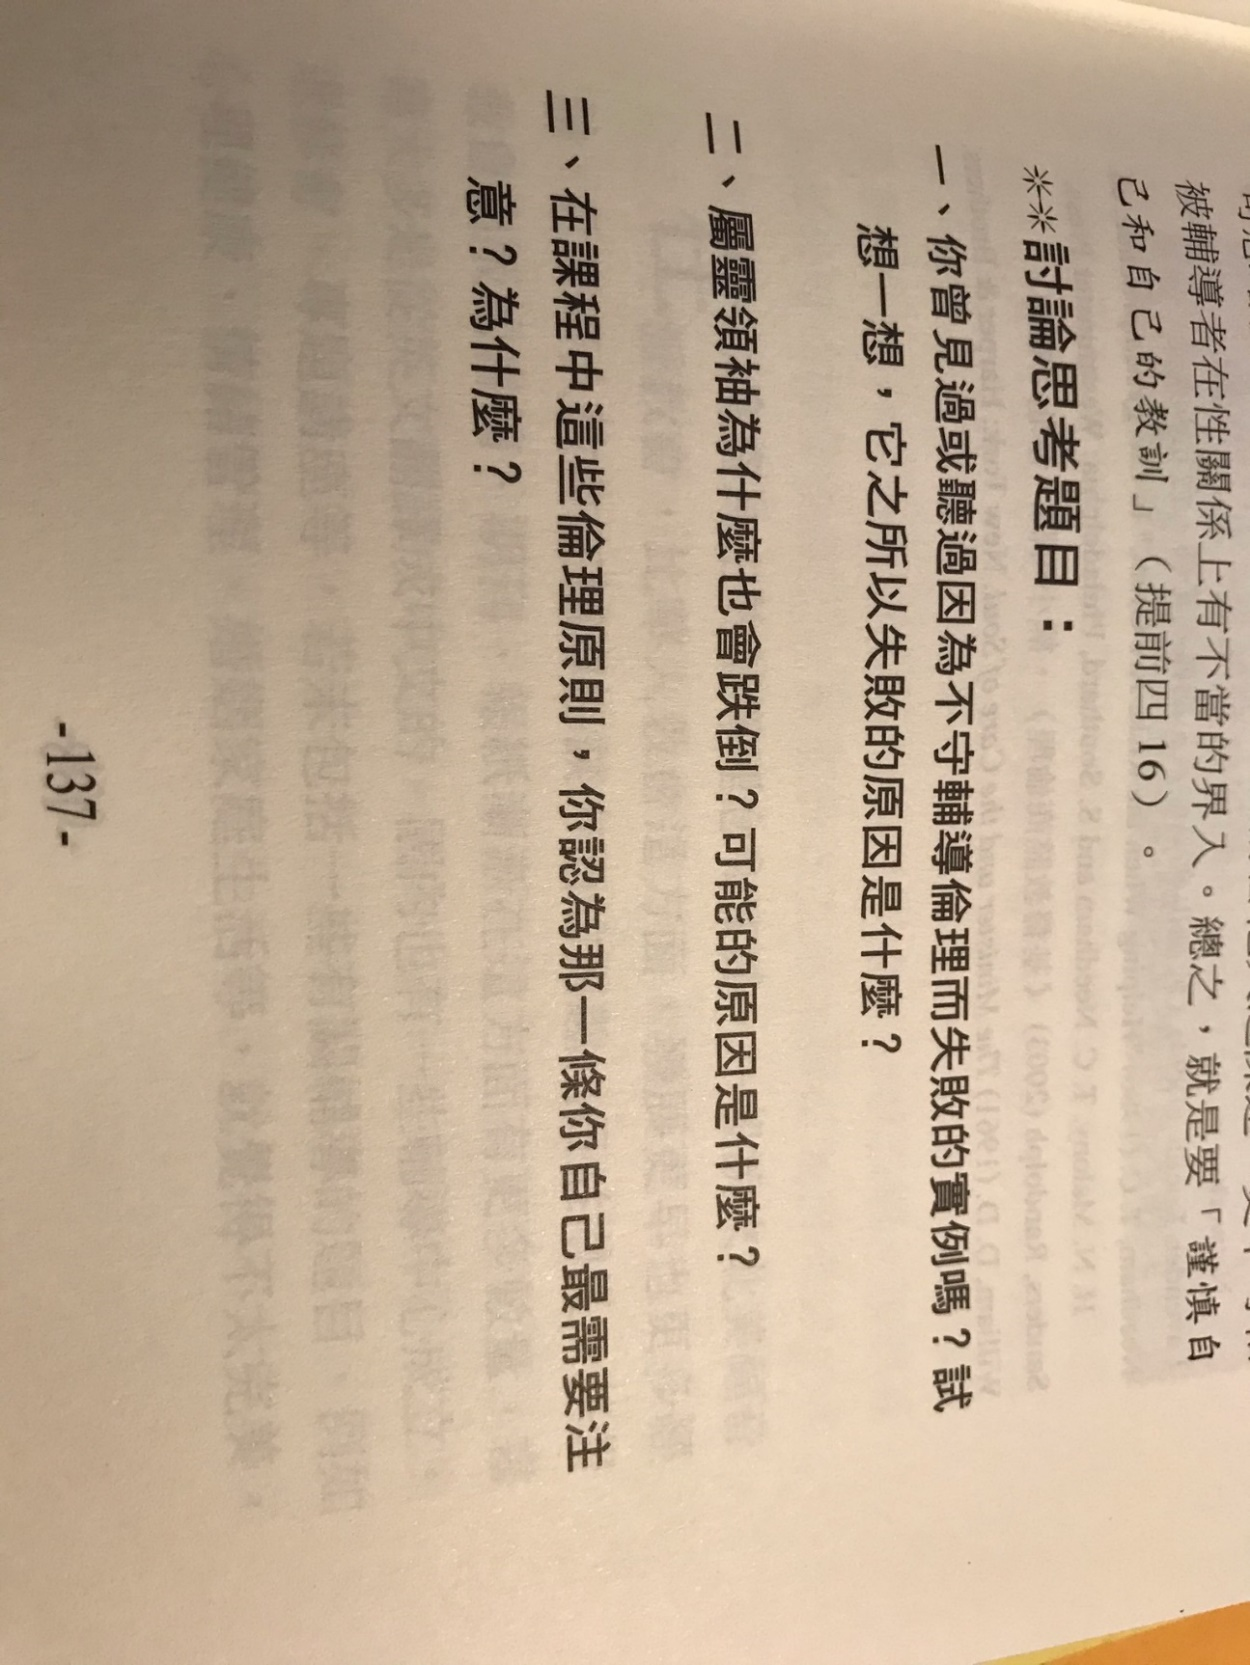 被輔導者在性關係上有不當的界入。總之，就是要「謹慎自
己和自己的教訓」（提前四16）。
※※討論思考題目：
一、你曾見過或聽過因為不守輔導倫理而失敗的實例嗎？試
想一想，它之所以失敗的原因是什麼？
二、屬靈領袖為什麼也會跌倒？可能的原因是什麼？
三、在課程中這些倫理原則，你認為那一條你自己最需要注
意？為什麼？
-137-